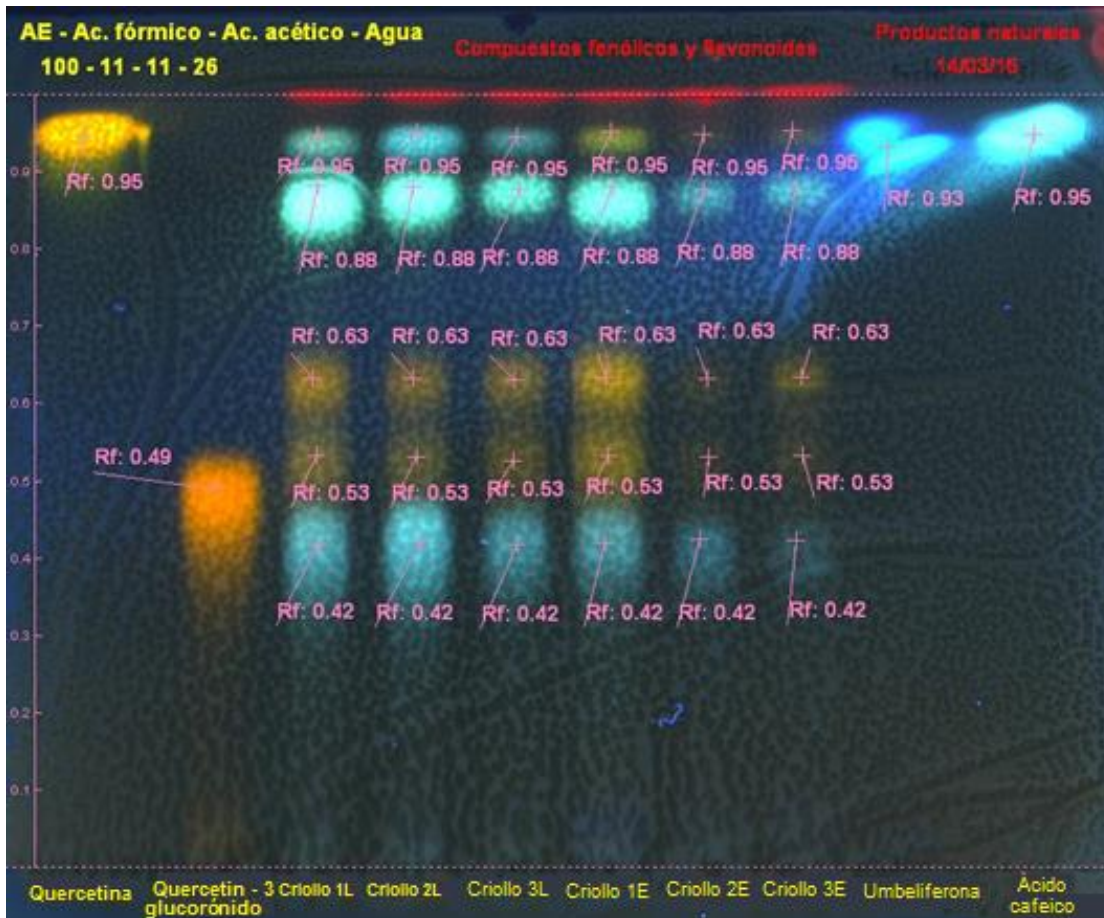 AE - Ac. fórmico - Ac. acético - Agua
100 - 11 - 11 - 26
Compuestos fenólicos y flavonoides
Productos naturales
14/03/16
0.9
0.8
0.7
0.6
0.5
0.4
0.3
0.2
0.1
Rf: 0.95
Rf: 0.95
Rf: 0.95
Rf: 0.95
Rf: 0.95
Rf: 0.95
Rf: 0.95
Rf: 0.93
Rf: 0.95
Rf: 0.88
Rf: 0.88
Rf: 0.88
Rf: 0.88
Rf: 0.88
Rf: 0.88
Rf: 0.63
Rf: 0.63
Rf: 0.63
Rf: 0.63
Rf: 0.63
Rf: 0.63
Rf: 0.49
Rf: 0.53
Rf: 0.53
Rf: 0.53
Rf: 0.53
Rf: 0.53
Rf: 0.53
Rf: 0.42
Rf: 0.42
Rf: 0.42
Rf: 0.42
Rf: 0.42
Rf: 0.42
Quercetina
Quercetin - 3
glucorónido
Criollo 1L
Criollo 2L
Criollo 3L
Criollo 1E
Criollo 2E
Criollo 3E
Umbeliferona
Ácido
cafeico